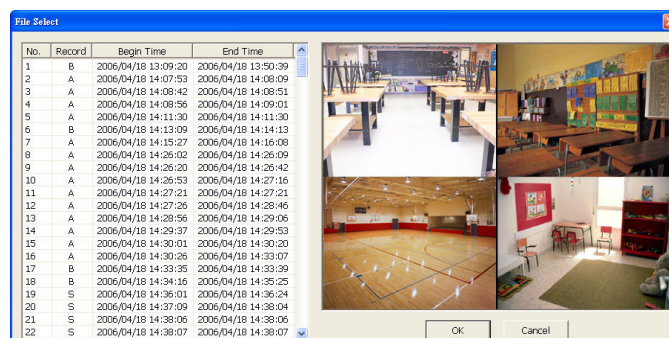 File Select
No. Record Begin Time End Time
1 B 2006/04/18 13:09:20 2006/04/18 13:50:39
2 A 2006/04/18 14:07:53 2006/04/18 14:08:09
3 A 2006/04/18 14:08:42 2006/04/18 14:08:51
4 A 2006/04/18 14:08:56 2006/04/18 14:09:01
5 A 2006/04/18 14:11:30 2006/04/18 14:11:30
6 B 2006/04/18 14:13:09 2006/04/18 14:14:13
7 A 2006/04/18 14:15:27 2006/04/18 14:16:08
8 A 2006/04/18 14:26:02 2006/04/18 14:26:09
9 A 2006/04/18 14:26:20 2006/04/18 14:26:42
10 A 2006/04/18 14:26:53 2006/04/18 14:27:16
11 A 2006/04/18 14:27:21 2006/04/18 14:27:21
12 A 2006/04/18 14:27:26 2006/04/18 14:28:46
13 A 2006/04/18 14:28:56 2006/04/18 14:29:06
14 A 2006/04/18 14:29:37 2006/04/18 14:29:53
15 A 2006/04/18 14:30:01 2006/04/18 14:30:20
16 A 2006/04/18 14:30:26 2006/04/18 14:33:07
17 B 2006/04/18 14:33:35 2006/04/18 14:33:39
18 B 2006/04/18 14:34:16 2006/04/18 14:35:25
19 S 2006/04/18 14:36:01 2006/04/18 14:36:24
20 S 2006/04/18 14:37:09 2006/04/18 14:38:04
21 S 2006/04/18 14:38:06 2006/04/18 14:38:06
22 S 2006/04/18 14:38:07 2006/04/18 14:38:07
OK Cancel